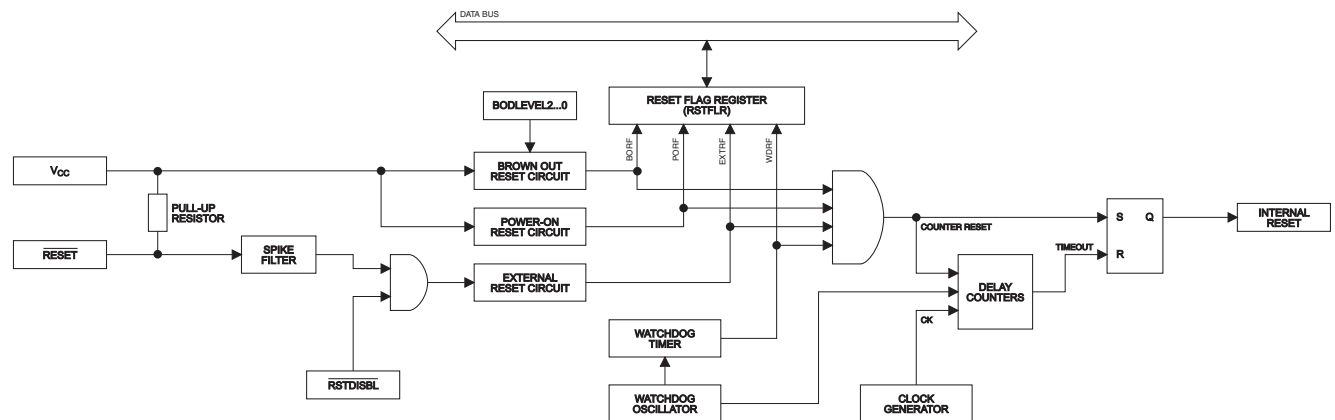 DATA BUS
RESET FLAG REGISTER
(RSTFLR)
BODLEVEL2...0
BORF
PORF
EXTRF
WDRF
VCC
BROWN OUT
RESET CIRCUIT
PULL-UP
RESISTOR
POWER-ON
RESET CIRCUIT
S
Q
INTERNAL
RESET
COUNTER RESET
RESET
SPIKE
FILTER
TIMEOUT
R
EXTERNAL
RESET CIRCUIT
DELAY
COUNTERS
CK
WATCHDOG
TIMER
RSTDISBL
WATCHDOG
OSCILLATOR
CLOCK
GENERATOR